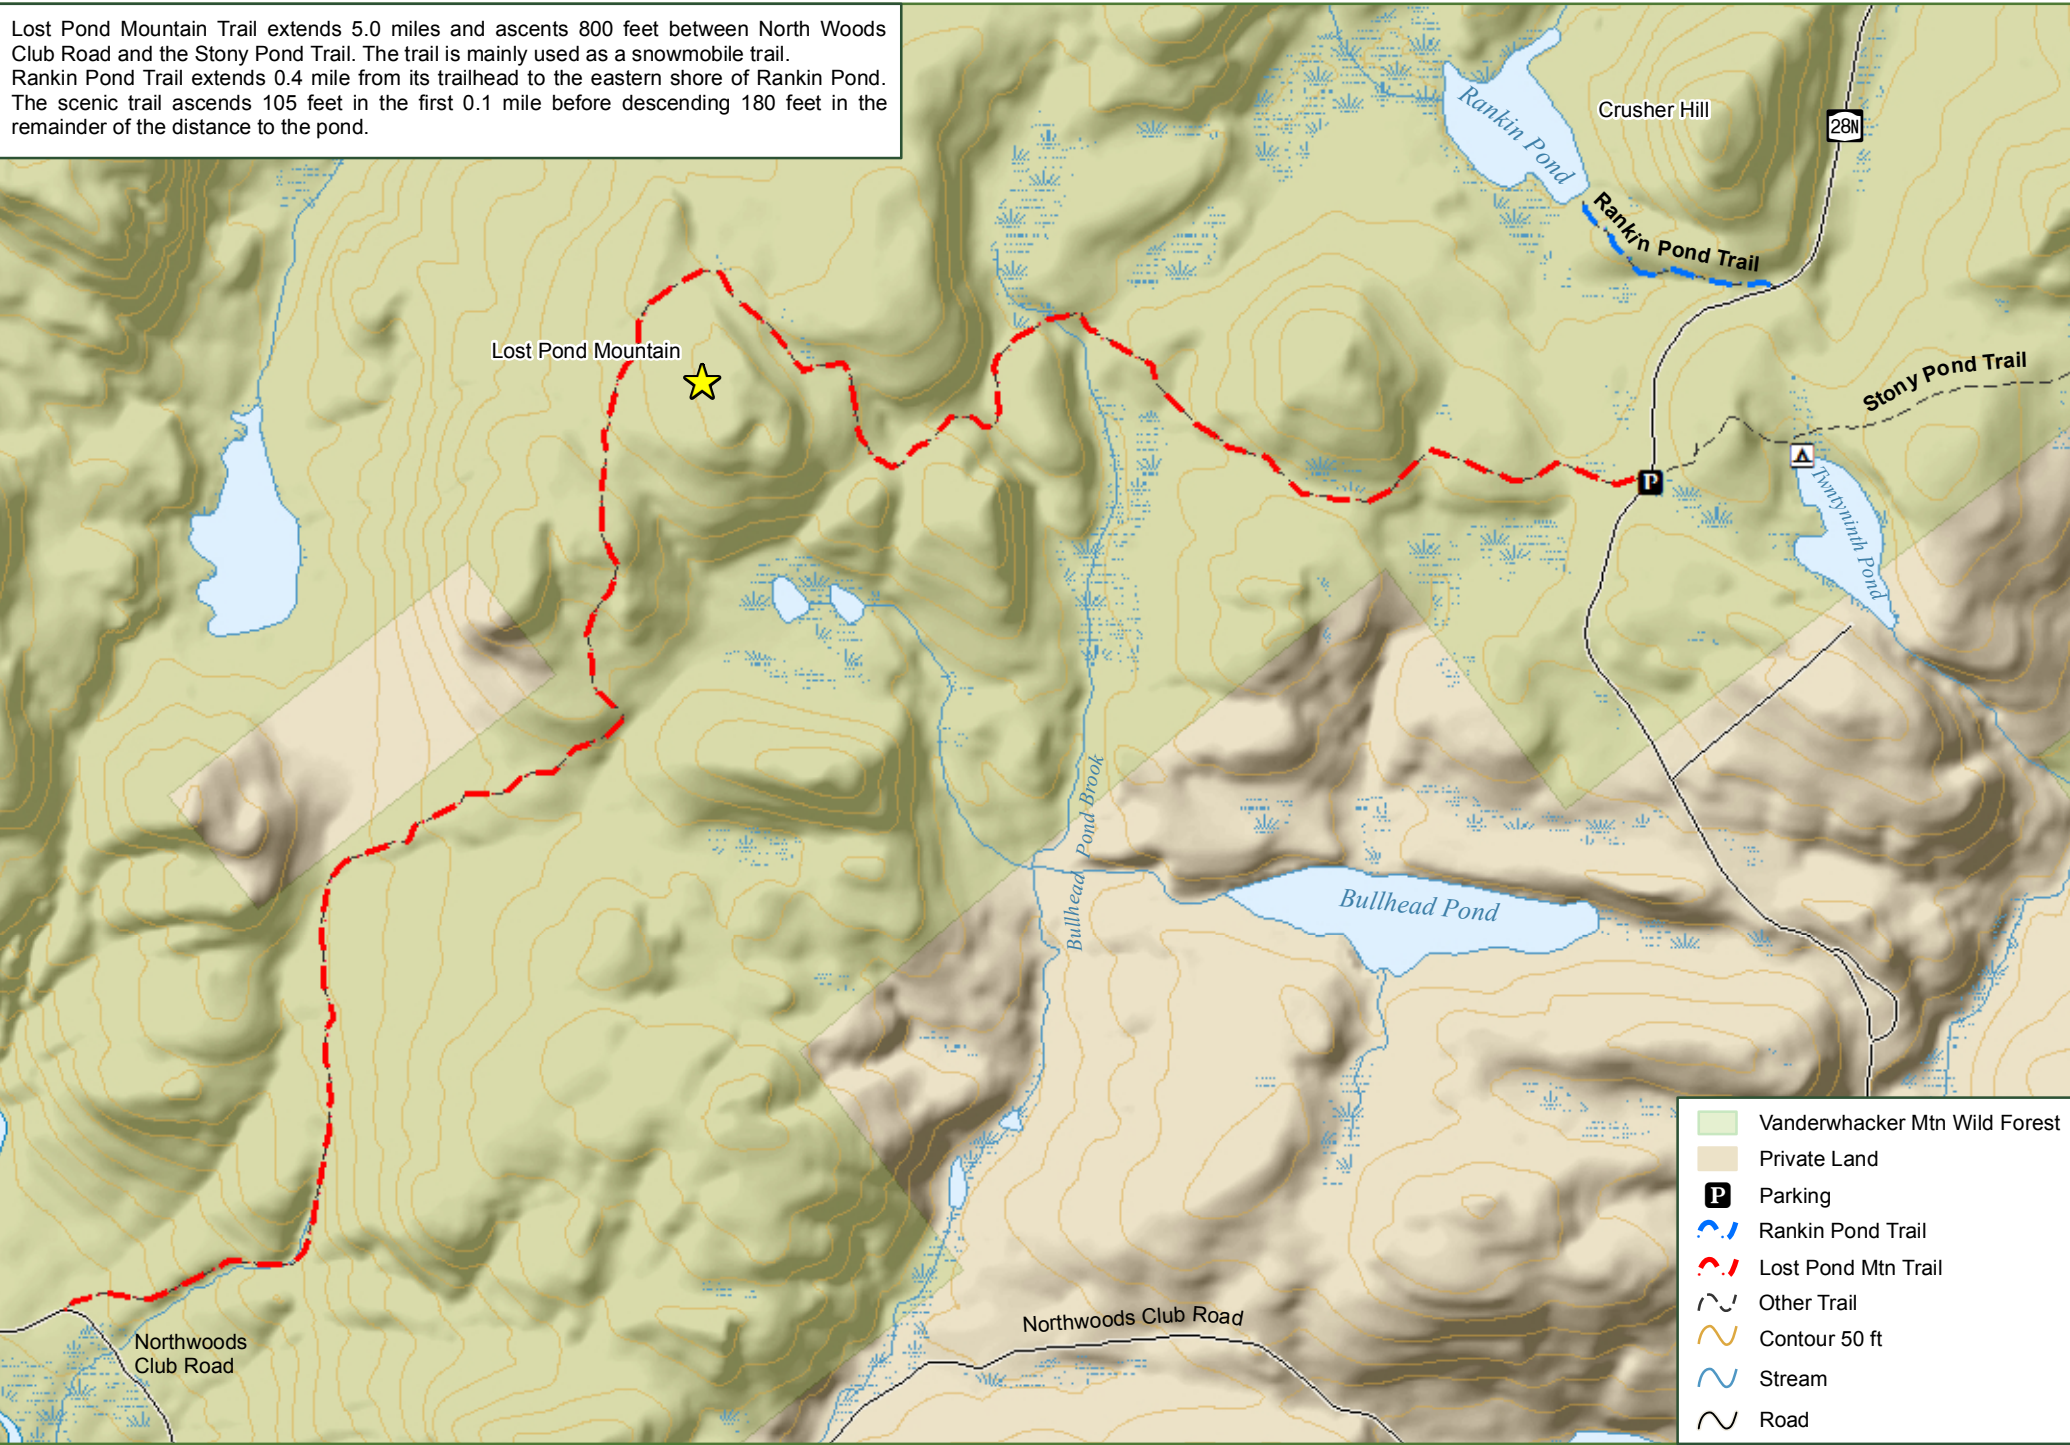 Lost Pond Mountain Trail extends 5.0 miles and ascents 800 feet between North Woods
Club Road and the Stony Pond Trail. The trail is mainly used as a snowmobile trail.
Rankin Pond Trail extends 0.4 mile from its trailhead to the eastern shore of Rankin Pond.
The scenic trail ascends 105 feet in the first 0.1 mile before descending 180 feet in the
remainder of the distance to the pond.
Rankin Pond
Crusher Hill
28N
Rankin Pond Trail
Lost Pond Mountain
Stony Pond Trail
P
Twntyninth Pond
Bullhead Pond Brook
Bullhead Pond
Northwoods Club Road
Northwoods
Club Road
Vanderwhacker Mtn Wild Forest
Private Land
P Parking
Rankin Pond Trail
Lost Pond Mtn Trail
Other Trail
Contour 50 ft
Stream
Road